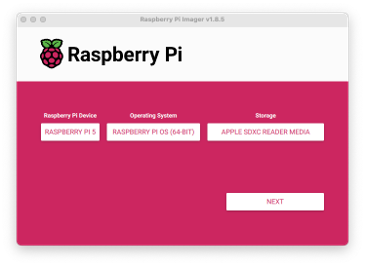 Raspberry Pi Imager v1.8.5
Raspberry Pi
Raspberry Pi Device
Operating System
Storage
RASPBERRY PI 5
RASPBERRY PI OS (64-BIT)
APPLE SDXC READER MEDIA
NEXT